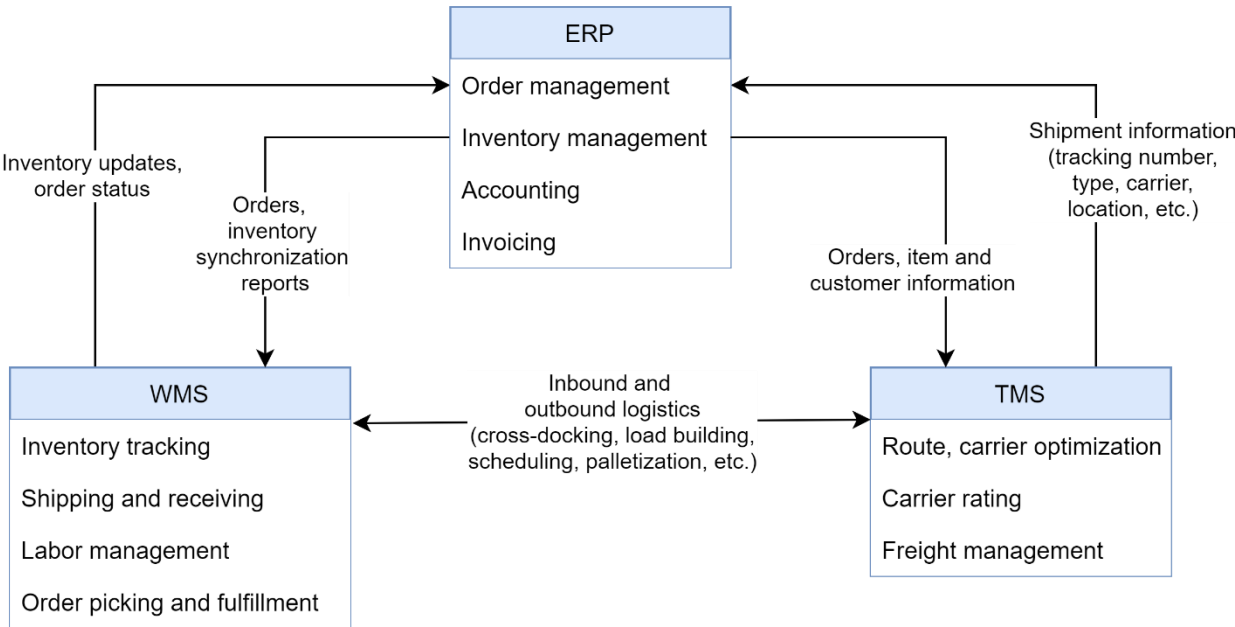 ERP
Order management
Inventory management
Accounting
Invoicing
Inventory updates,
order status
Orders,
inventory
synchronization
reports
Shipment information
(tracking number,
type, carrier,
location, etc.)
Orders, item and
customer information
WMS
Inventory tracking
Shipping and receiving
Labor management
Order picking and fulfillment
Inbound and
outbound logistics
(cross-docking, load building,
scheduling, palletization, etc.)
TMS
Route, carrier optimization
Carrier rating
Freight management